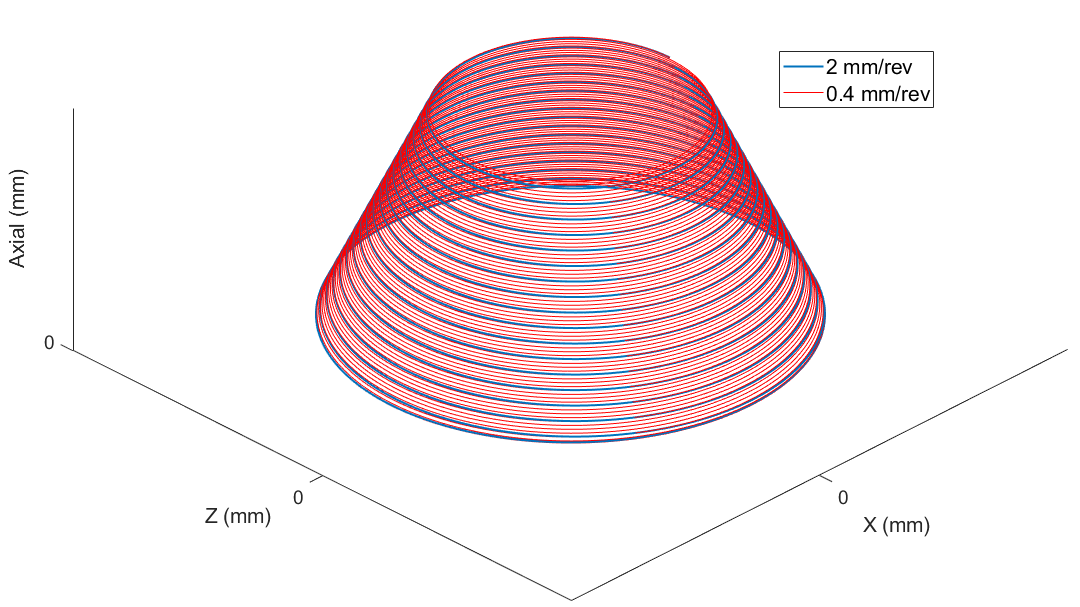 2 mm/rev
0.4 mm/rev
Axial (mm)
0
0
Z (mm)
0
X (mm)